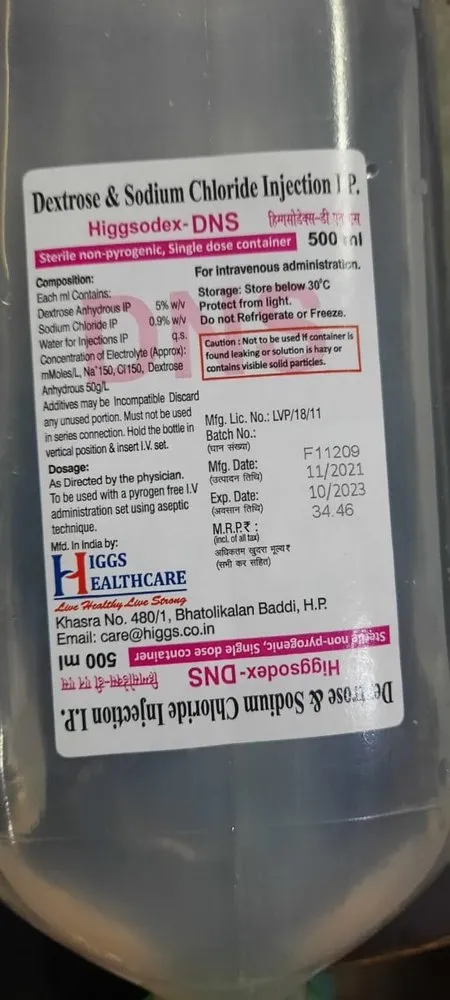 Dextrose & Sodium Chloride Injection I.P.
Higgsodex-DNS हिग्गसोडेक्स-डी एन एस
Sterile non-pyrogenic, Single dose container 500 ml
Composition:
Each ml Contains:
Dextrose Anhydrous IP 5% w/v
Sodium Chloride IP 0.9% w/v
Water for Injections IP q.s.
Concentration of Electrolyte (Approx):
mMoles/L, Na⁺150, Cl⁻150, Dextrose
Anhydrous 50g/L
Additives may be Incompatible Discard
any unused portion. Must not be used
in series connection. Hold the bottle in
vertical position & insert I.V. set.
Dosage:
As Directed by the physician.
To be used with a pyrogen free I.V
administration set using aseptic
technique.
Mfd. In India by:
HIGGS
HEALTHCARE
Live Healthy Live Strong
Khasra No. 480/1, Bhatolikalan Baddi, H.P.
Email: care@higgs.co.in
For intravenous administration.
Storage: Store below 30°C
Protect from light.
Do not Refrigerate or Freeze.
Caution : Not to be used if container is
found leaking or solution is hazy or
contains visible solid particles.
DNS
Mfg. Lic. No.: LVP/18/11
Batch No.: F11209
(घान संख्या)
Mfg. Date: 11/2021
(उत्पादन तिथि)
Exp. Date: 10/2023
(अवसान तिथि)
M.R.P.₹ : 34.46
(incl. of all tax)
अधिकतम खुदरा मूल्य ₹
(सभी कर सहित)
Dextrose & Sodium Chloride Injection I.P.
Higgsodex-DNS हिग्गसोडेक्स-डी एन एस
Sterile non-pyrogenic, Single dose container 500 ml